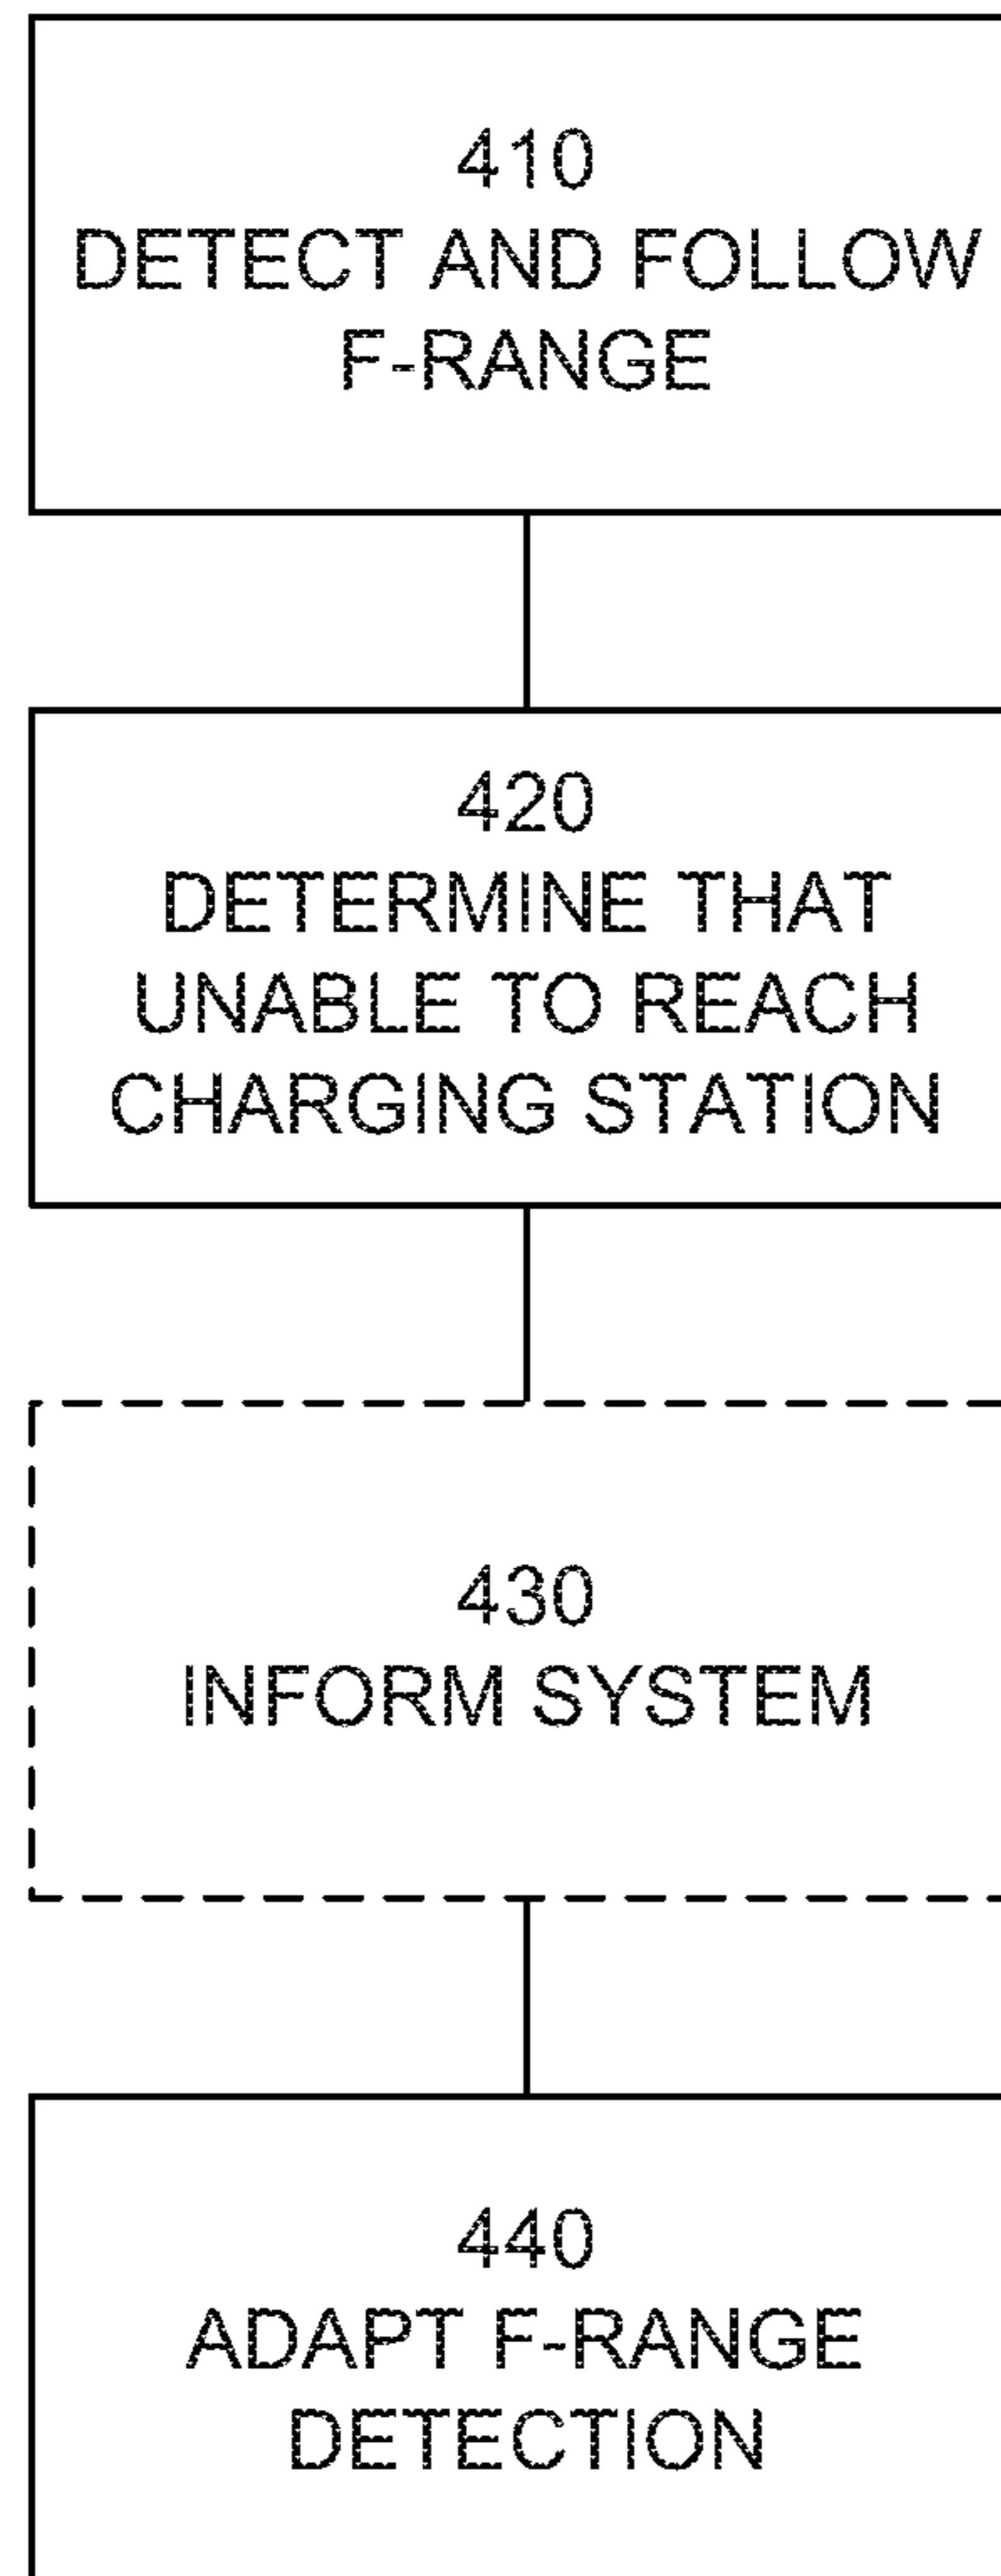 410
DETECT AND FOLLOW
F-RANGE
420
DETERMINE THAT
UNABLE TO REACH
CHARGING STATION
430
INFORM SYSTEM
440
ADAPT F-RANGE
DETECTION